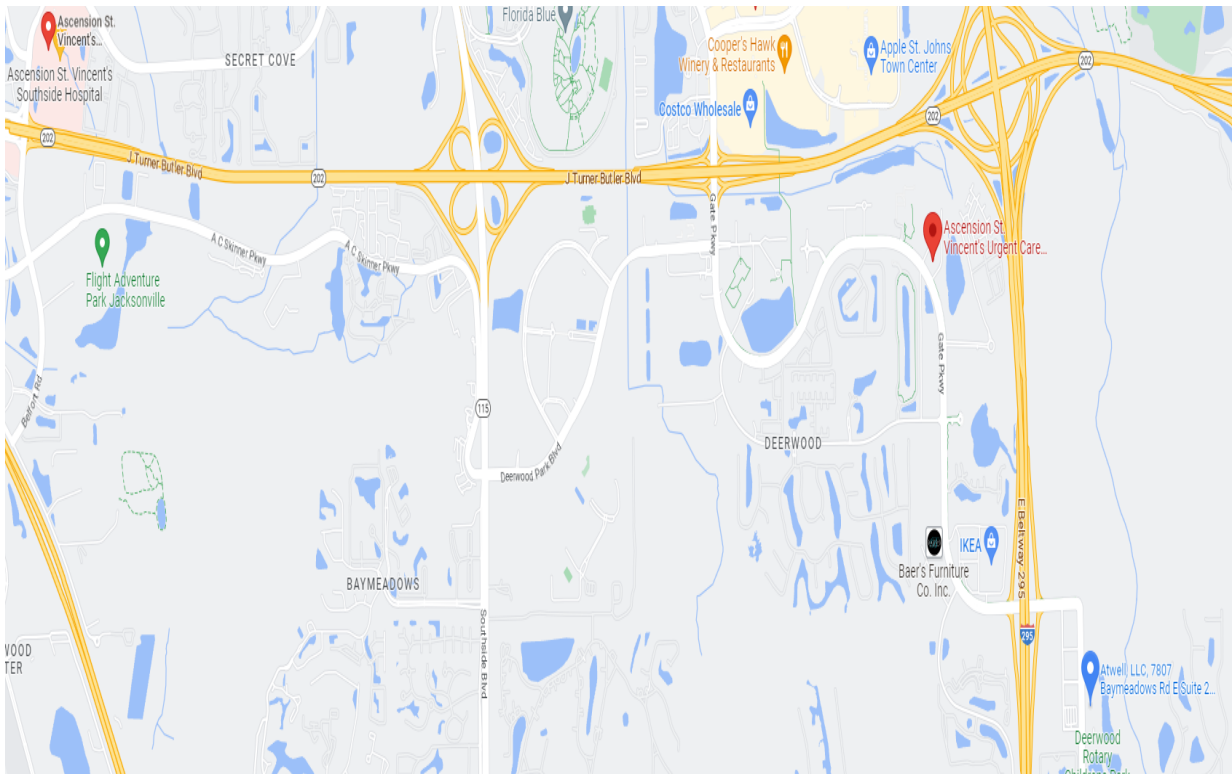 Ascension St.
Vincent's...
Ascension St. Vincent's
Southside Hospital
SECRET COVE
Florida Blue
Cooper's Hawk
Winery & Restaurants
Apple St. Johns
Town Center
Costco Wholesale
202
202
202
J Turner Butler Blvd
202
J Turner Butler Blvd
Gate Pkwy
A C Skinner Pkwy
A C Skinner Pkwy
Flight Adventure
Park Jacksonville
Ascension St.
Vincent's Urgent Care...
Gate Pkwy
Belfort Rd
115
DEERWOOD
Deerwood Park Blvd
E Beltway 295
IKEA
Baer's Furniture
Co. Inc.
BAYMEADOWS
Southside Blvd
295
WOOD
TER
Atwell, LLC, 7807
Baymeadows Rd E Suite 2...
Deerwood
Rotary
Childrens Park